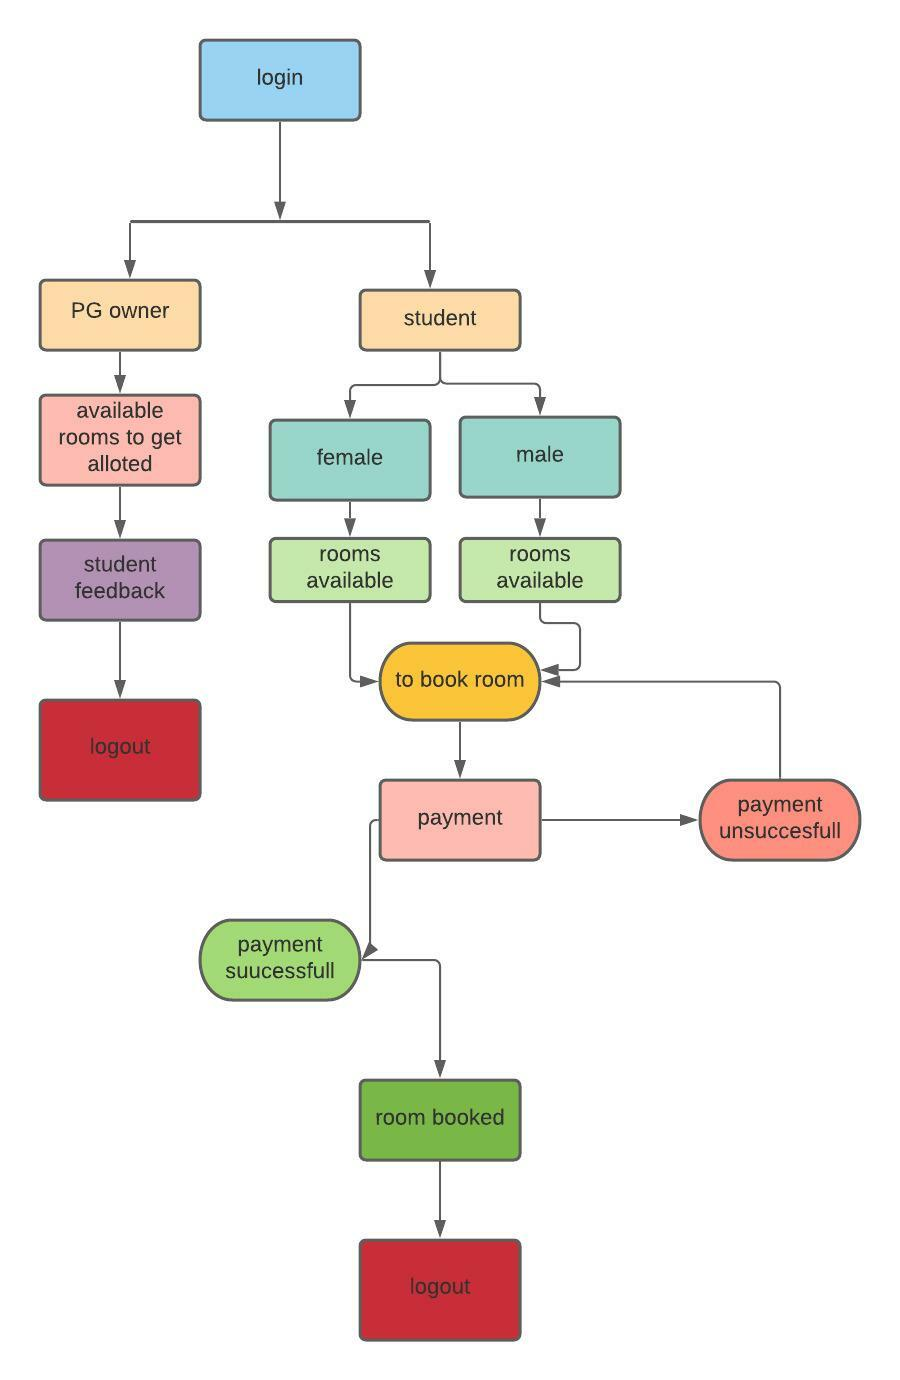 login
PG owner
student
available
rooms to get
alloted
female
male
student
feedback
rooms
available
rooms
available
to book room
logout
payment
payment
unsuccesfull
payment
suucessfull
room booked
logout